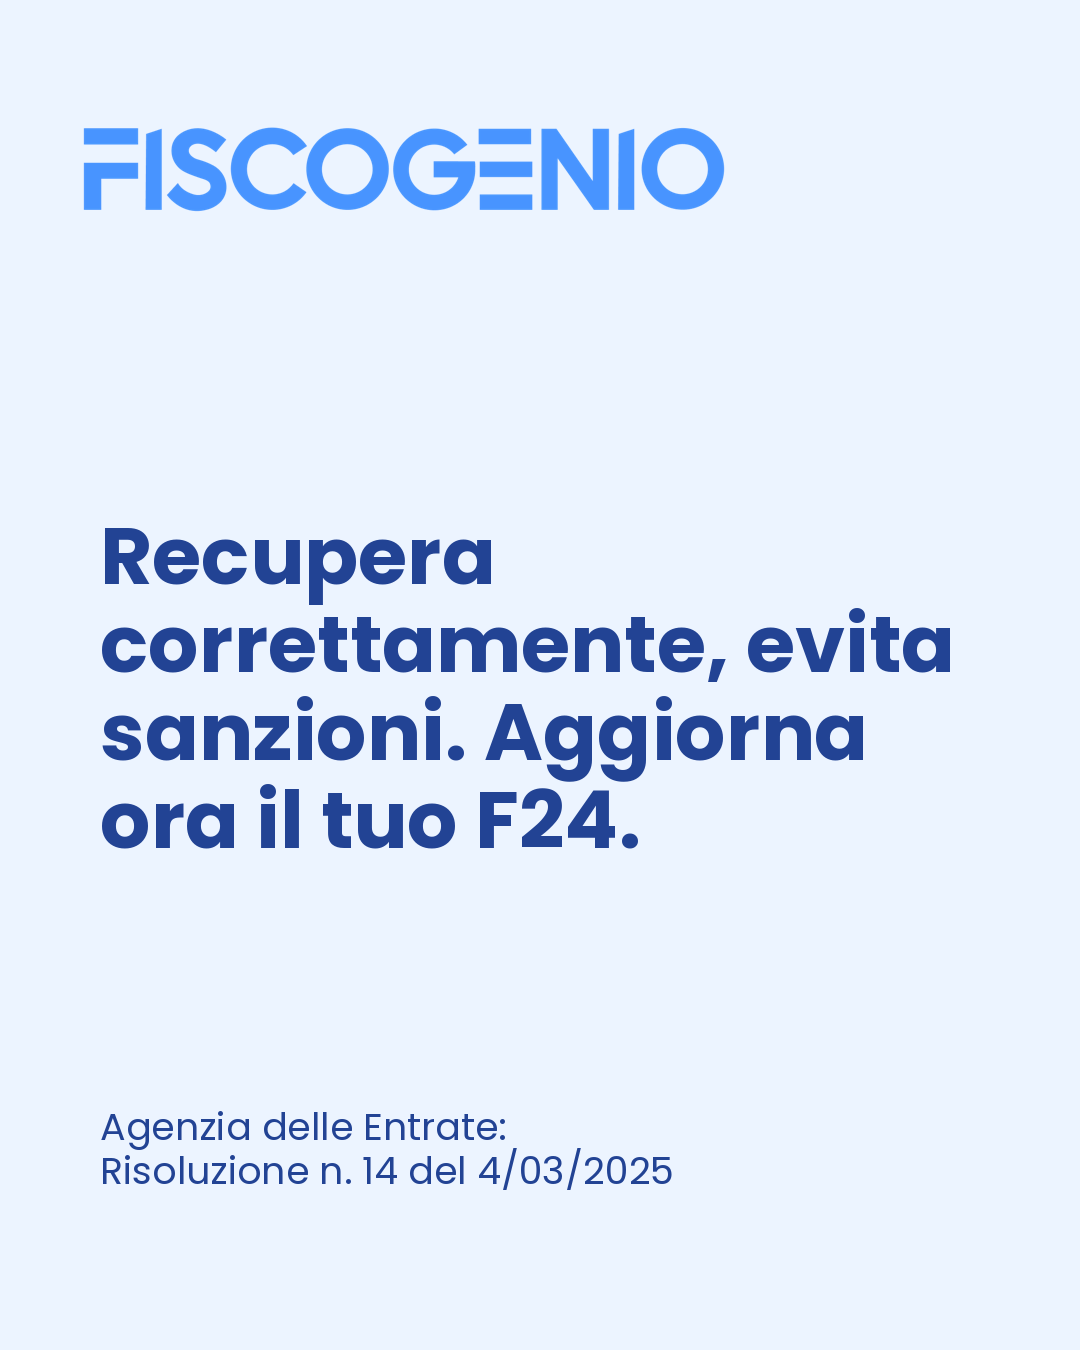 FISCOGENIO
Recupera
correttamente, evita
sanzioni. Aggiorna
ora il tuo F24.
Agenzia delle Entrate:
Risoluzione n. 14 del 4/03/2025